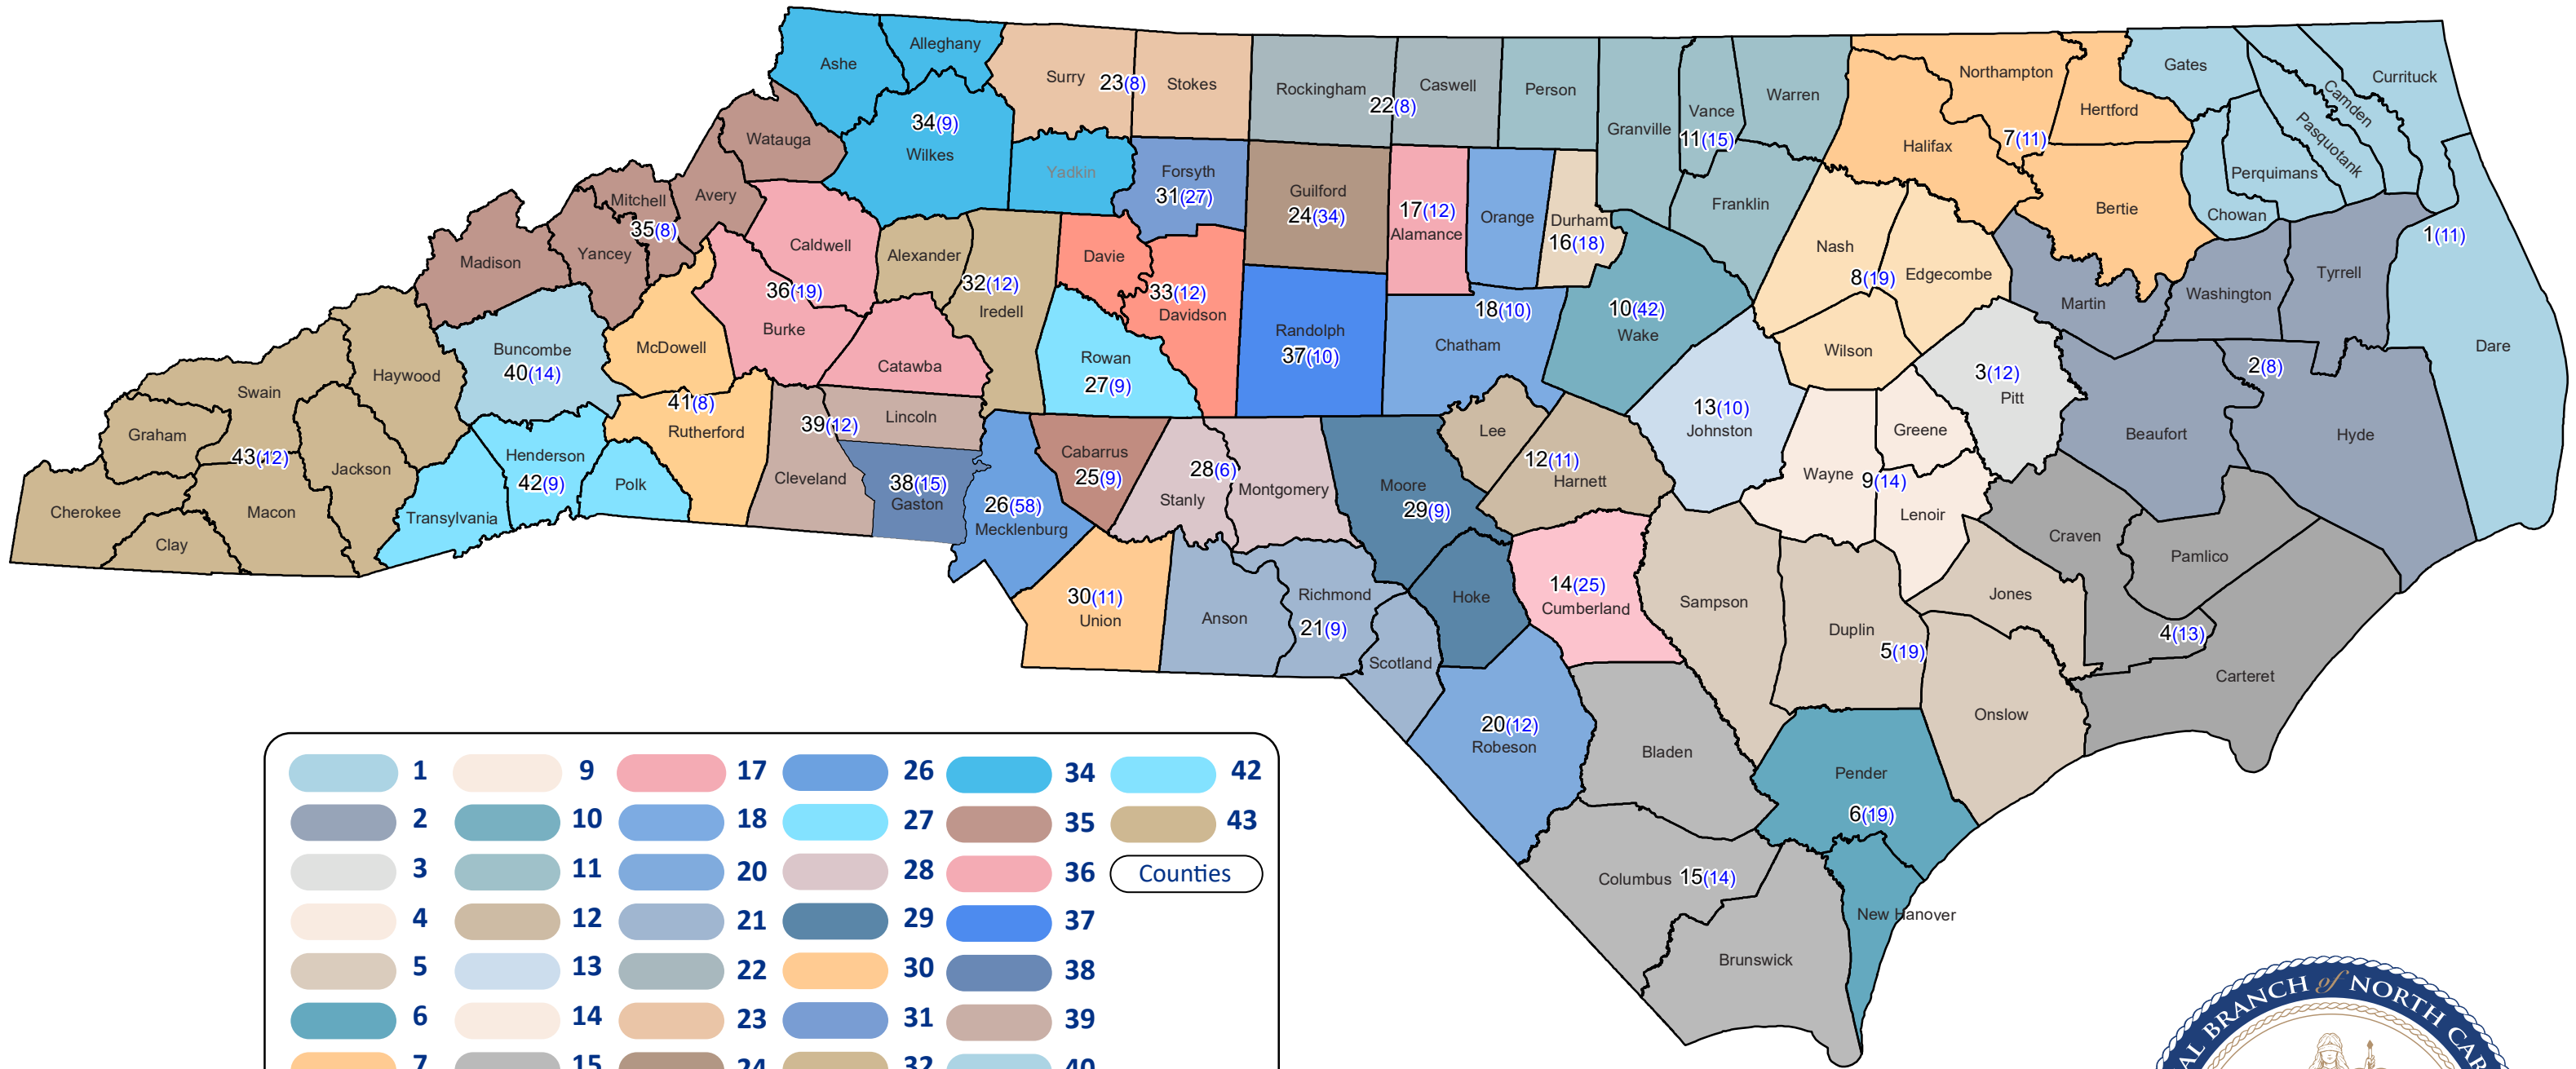 Ashe
Alleghany
Surry
23(8)
Stokes
Rockingham
22(8)
Caswell
Person
Granville
Vance
11(15)
Warren
Northampton
Halifax
7(11)
Hertford
Gates
Currituck
Camden
Pasquotank
Perquimans
Chowan
Bertie
1(11)
Watauga
34(9)
Wilkes
Yadkin
Forsyth
31(27)
Guilford
24(34)
17(12)
Alamance
Orange
Durham
16(18)
Franklin
Nash
8(19)
Edgecombe
Martin
Washington
Tyrrell
Dare
Mitchell
35(8)
Avery
Yancey
Madison
Caldwell
36(19)
Burke
Alexander
32(12)
Iredell
Davie
33(12)
Davidson
Randolph
37(10)
18(10)
Chatham
10(42)
Wake
Wilson
3(12)
Pitt
2(8)
Beaufort
Hyde
Buncombe
40(14)
McDowell
Catawba
Rowan
27(9)
Haywood
Swain
Graham
43(12)
Jackson
Cherokee
Clay
Macon
Transylvania
Henderson
42(9)
Polk
41(8)
Rutherford
39(12)
Lincoln
Cleveland
38(15)
Gaston
26(58)
Mecklenburg
Cabarrus
25(9)
28(6)
Stanly
Montgomery
Moore
29(9)
Lee
12(11)
Harnett
13(10)
Johnston
Greene
Wayne
9(14)
Lenoir
Craven
Pamlico
Jones
4(13)
Carteret
30(11)
Union
Anson
Richmond
21(9)
Scotland
Hoke
14(25)
Cumberland
Sampson
Duplin
5(19)
Onslow
20(12)
Robeson
Bladen
Pender
6(19)
Columbus
15(14)
New Hanover
Brunswick
1 9 17 26 34 42
2 10 18 27 35 43
3 11 20 28 36 Counties
4 12 21 29 37
5 13 22 30 38
6 14 23 31 39
7 15 24 32 40
AL BRANCH of NORTH CAR